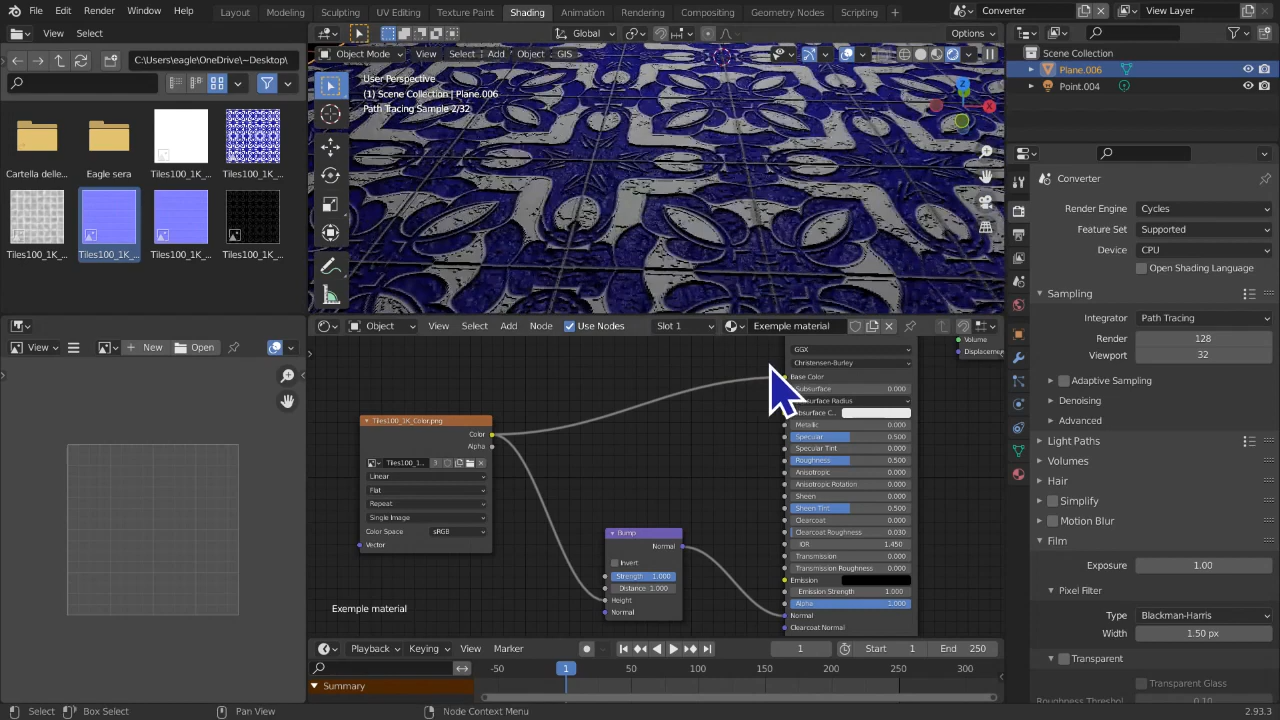 File Edit Render Window Help Layout Modeling Sculpting UV Editing Texture Paint Shading Animation Rendering Compositing Geometry Nodes Scripting + Converter View Layer
View Select
C:\Users\eagle\OneDrive\~Desktop\
Cartella delle... Eagle sera Tiles100_1K_... Tiles100_1K_...
Tiles100_1K_... Tiles100_1K_... Tiles100_1K_... Tiles100_1K_...
Global
Object Mode View Select Add Object GIS
User Perspective
(1) Scene Collection | Plane.006
Path Tracing Sample 2/32
Z
X
View New Open
Object View Select Add Node Use Nodes Slot 1 Exemple material
Volume
Displacemen
GGX
Christensen-Burley
Base Color
Subsurface 0.000
bsurface Radius
bsurface C...
Metallic 0.000
Specular 0.500
Specular Tint 0.000
Roughness 0.500
Anisotropic 0.000
Anisotropic Rotation 0.000
Sheen 0.000
Sheen Tint 0.500
Clearcoat 0.000
Clearcoat Roughness 0.030
IOR 1.450
Transmission 0.000
Transmission Roughness 0.000
Emission
Emission Strength 1.000
Alpha 1.000
Normal
Clearcoat Normal
Tiles100_1K_Color.png
Color
Alpha
Tiles100_1.. 3
Linear
Flat
Repeat
Single Image
Color Space sRGB
Vector
Bump
Normal
Invert
Strength 1.000
Distance 1.000
Height
Normal
Exemple material
Playback Keying View Marker 1 Start 1 End 250
-50 1 50 100 150 200 250 300
Summary
Scene Collection
Plane.006
Point.004
Converter
Render Engine Cycles
Feature Set Supported
Device CPU
Open Shading Language
Sampling
Integrator Path Tracing
Render 128
Viewport 32
Adaptive Sampling
Denoising
Advanced
Light Paths
Volumes
Hair
Simplify
Motion Blur
Film
Exposure 1.00
Pixel Filter
Type Blackman-Harris
Width 1.50 px
Transparent
Transparent Glass
Roughness Threshol 0.10
Select Box Select Pan View Node Context Menu 2.93.3